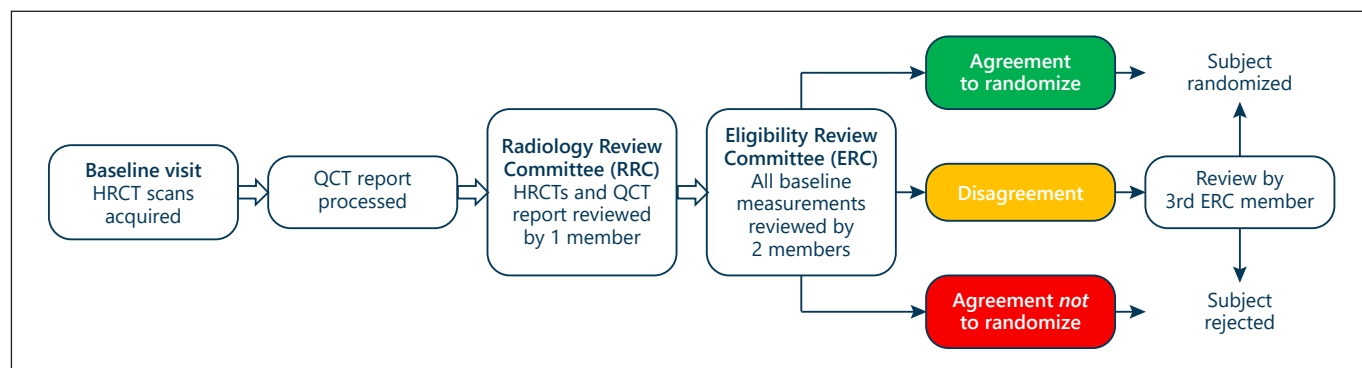 Baseline visit
HRCT scans
acquired
QCT report
processed
Radiology Review
Committee (RRC)
HRCTs and QCT
report reviewed
by 1 member
Eligibility Review
Committee (ERC)
All baseline
measurements
reviewed by
2 members
Agreement
to randomize
Subject
randomized
Disagreement
Review by
3rd ERC member
Agreement not
to randomize
Subject
rejected